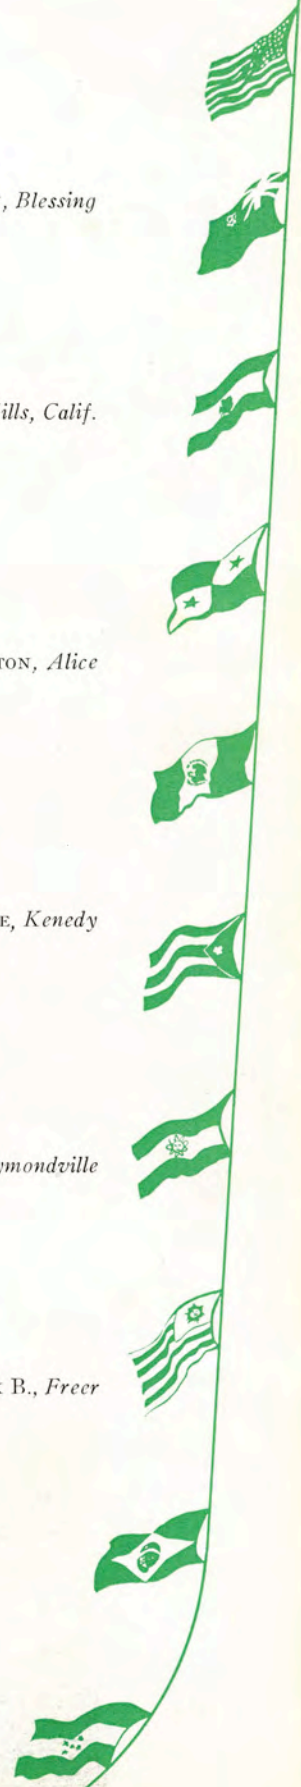 , Blessing
ills, Calif.
TON, Alice
E, Kenedy
ymondville
B., Freer